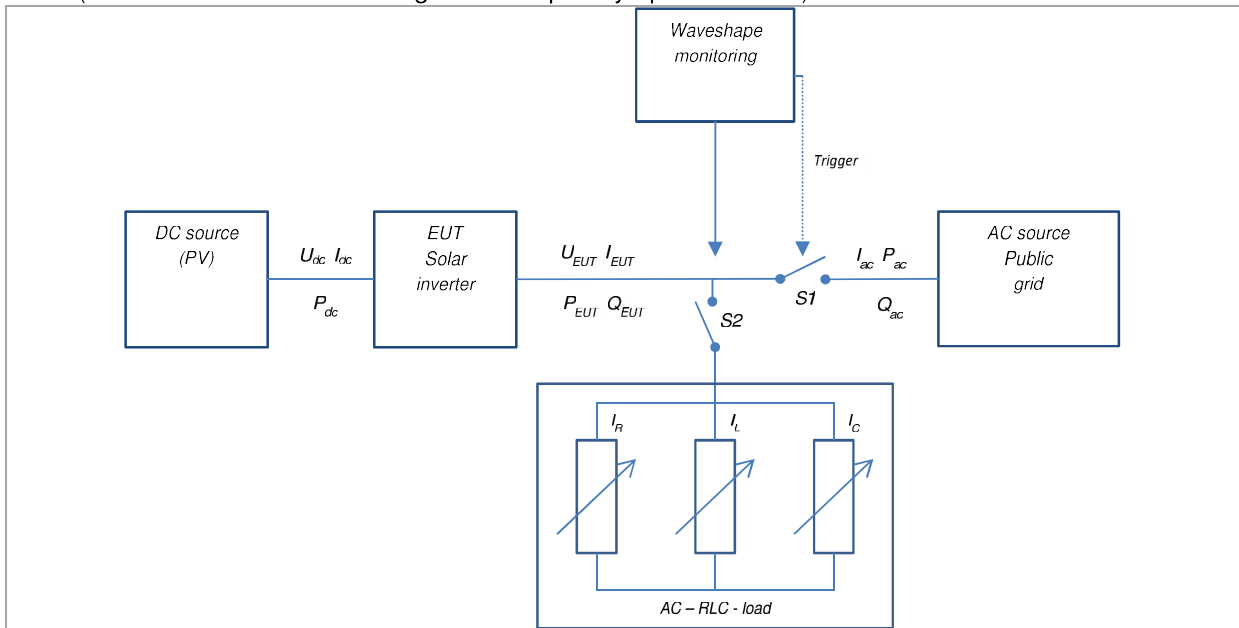 Waveshape
monitoring
Trigger
DC source
(PV)
U_dc I_dc
P_dc
EUT
Solar
inverter
U_EUT I_EUT
P_EUT Q_EUT
S1
S2
I_ac P_ac
Q_ac
AC source
Public
grid
I_R
I_L
I_C
AC – RLC - load